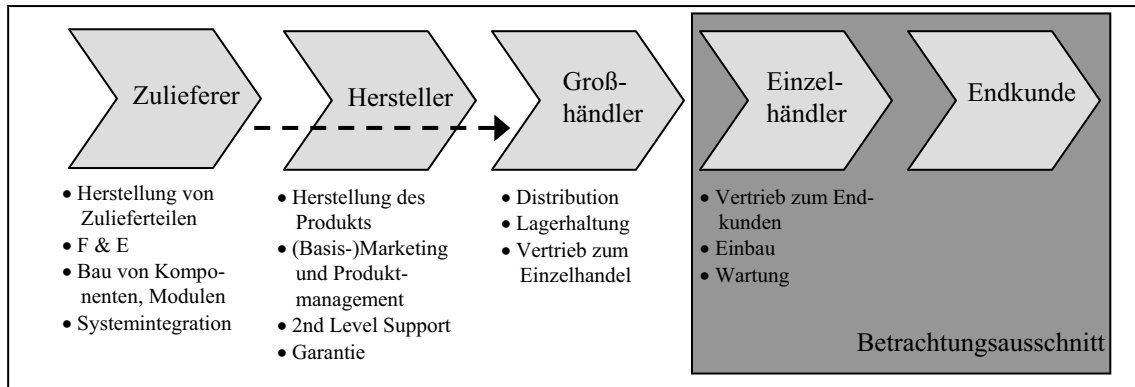 Zulieferer
Hersteller
Groß-
händler
Einzel-
händler
Endkunde
• Herstellung von
Zulieferteilen
• F & E
• Bau von Kompo-
nenten, Modulen
• Systemintegration
• Herstellung des
Produkts
• (Basis-)Marketing
und Produkt-
management
• 2nd Level Support
• Garantie
• Distribution
• Lagerhaltung
• Vertrieb zum
Einzelhandel
• Vertrieb zum End-
kunden
• Einbau
• Wartung
Betrachtungsausschnitt